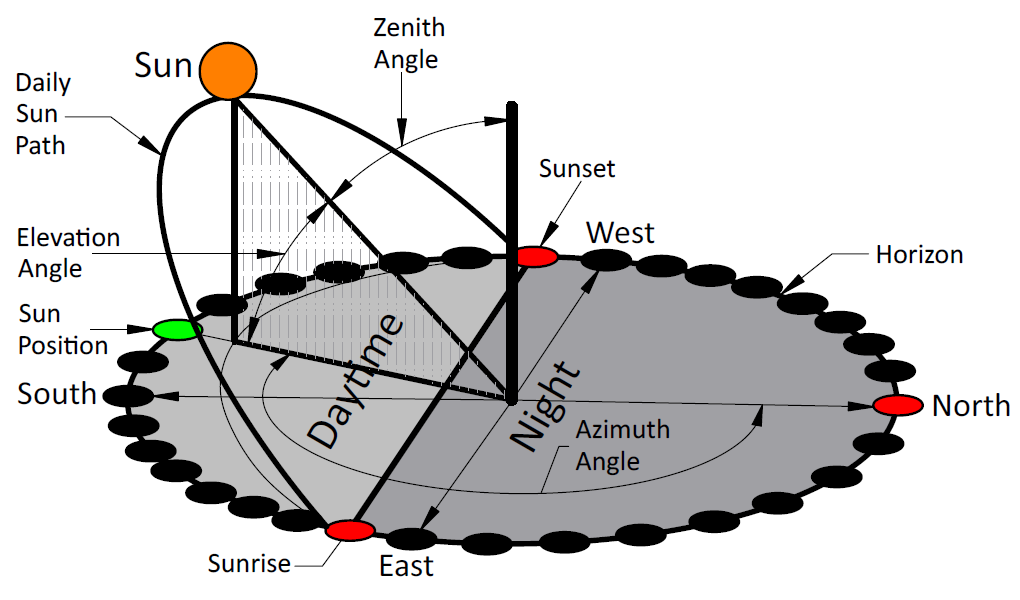 Zenith
Angle
Sun
Daily
Sun
Path
Sunset
West
Elevation
Angle
Horizon
Sun
Position
Daytime
South
Night
North
Azimuth
Angle
Sunrise
East